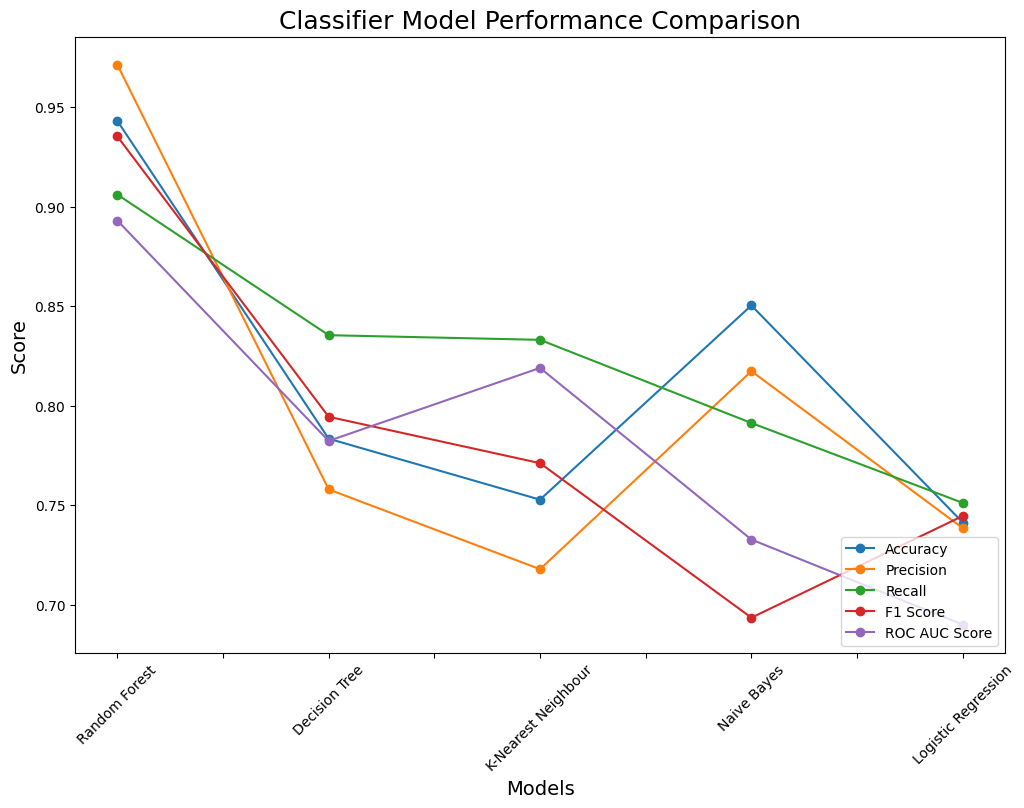 Classifier Model Performance Comparison
Score
0.95
0.90
0.85
0.80
0.75
0.70
Accuracy
Precision
Recall
F1 Score
ROC AUC Score
Random Forest
Decision Tree
K-Nearest Neighbour
Naive Bayes
Logistic Regression
Models